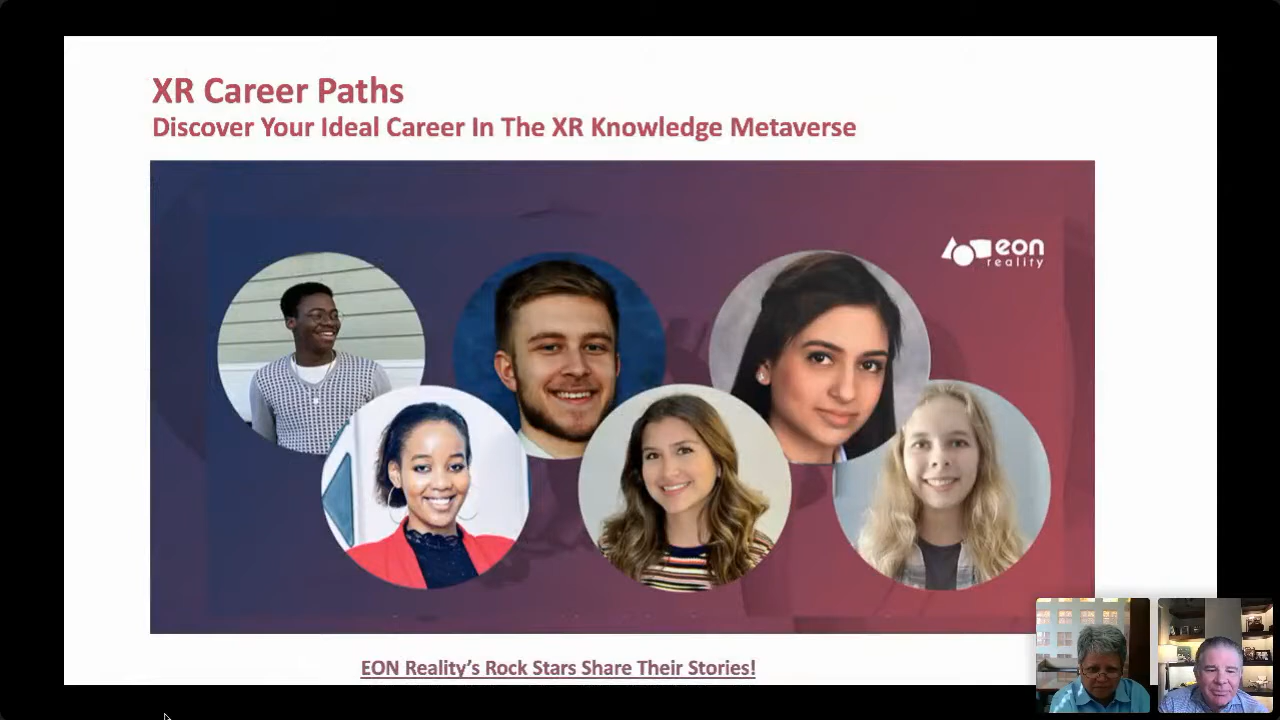 XR Career Paths
Discover Your Ideal Career In The XR Knowledge Metaverse
eon
reality
EON Reality's Rock Stars Share Their Stories!